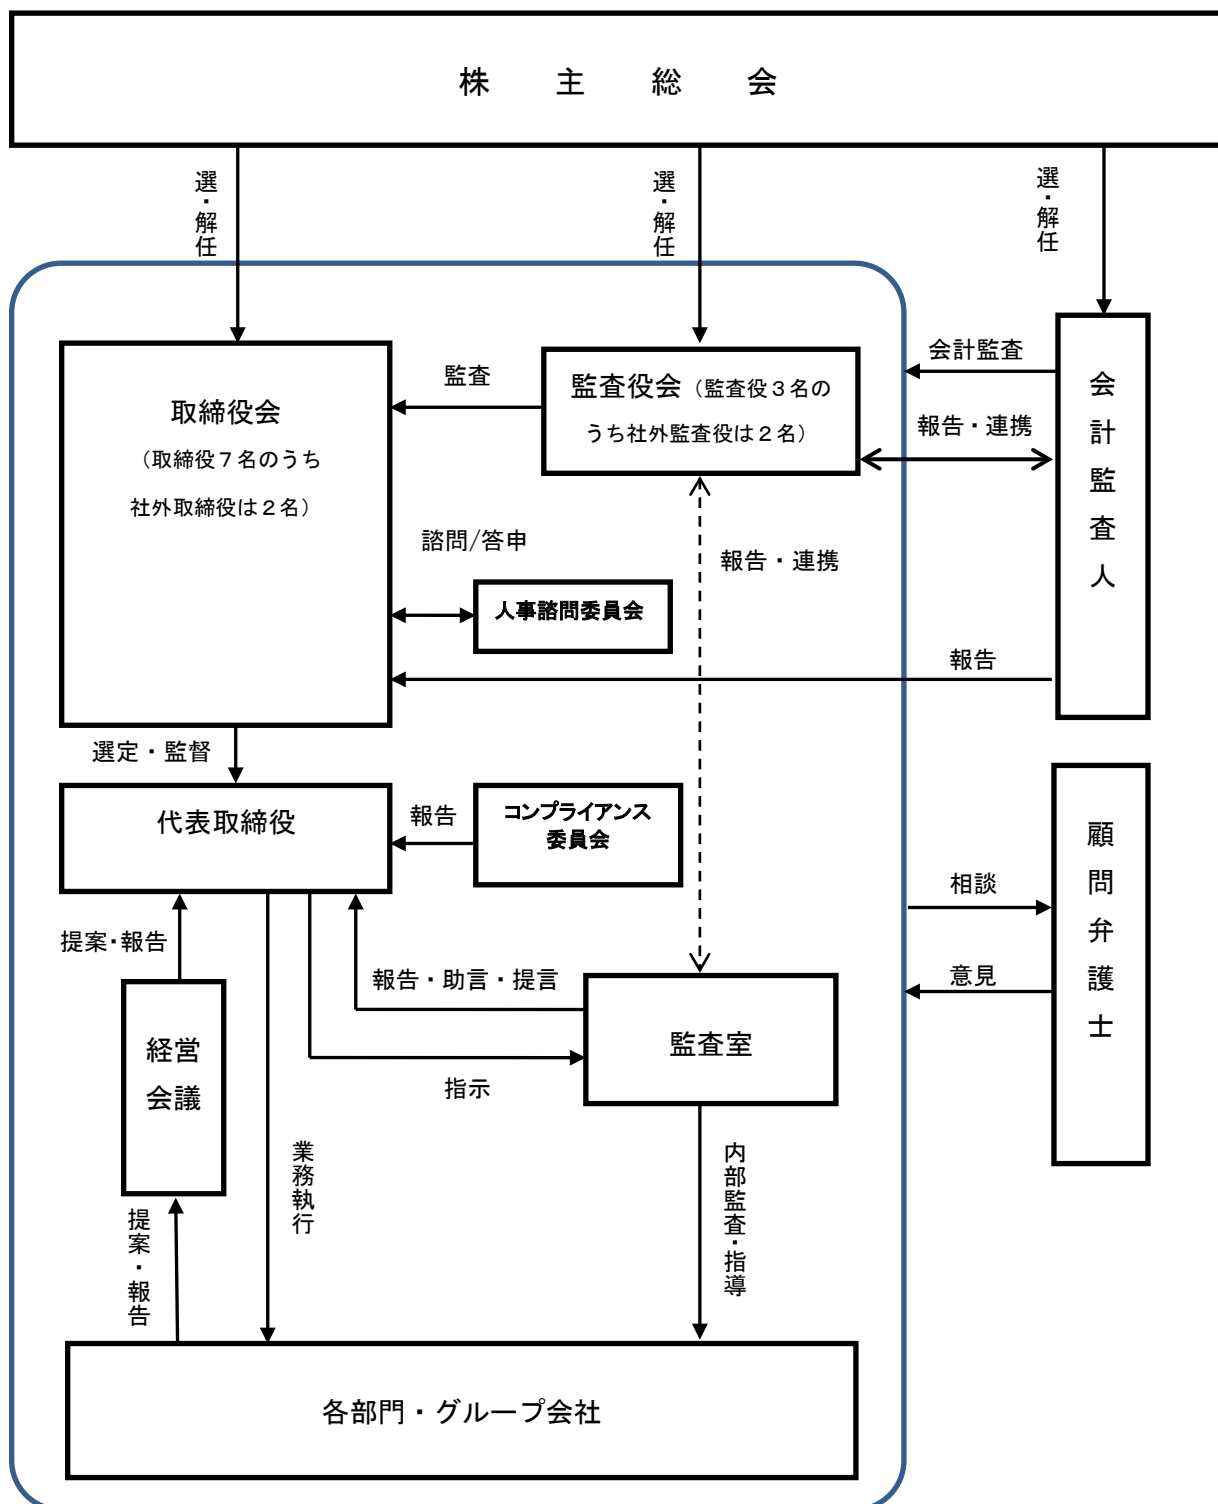 株主総会
選・解任
選・解任
選・解任
取締役会
（取締役７名のうち
社外取締役は２名）
監査
監査役会（監査役３名の
うち社外監査役は２名）
会計監査
報告・連携
会計監査人
諮問/答申
人事諮問委員会
報告・連携
報告
選定・監督
代表取締役
報告
コンプライアンス
委員会
顧問弁護士
相談
意見
提案・報告
報告・助言・提言
監査室
経営
会議
指示
業務執行
内部監査・指導
提案・報告
各部門・グループ会社